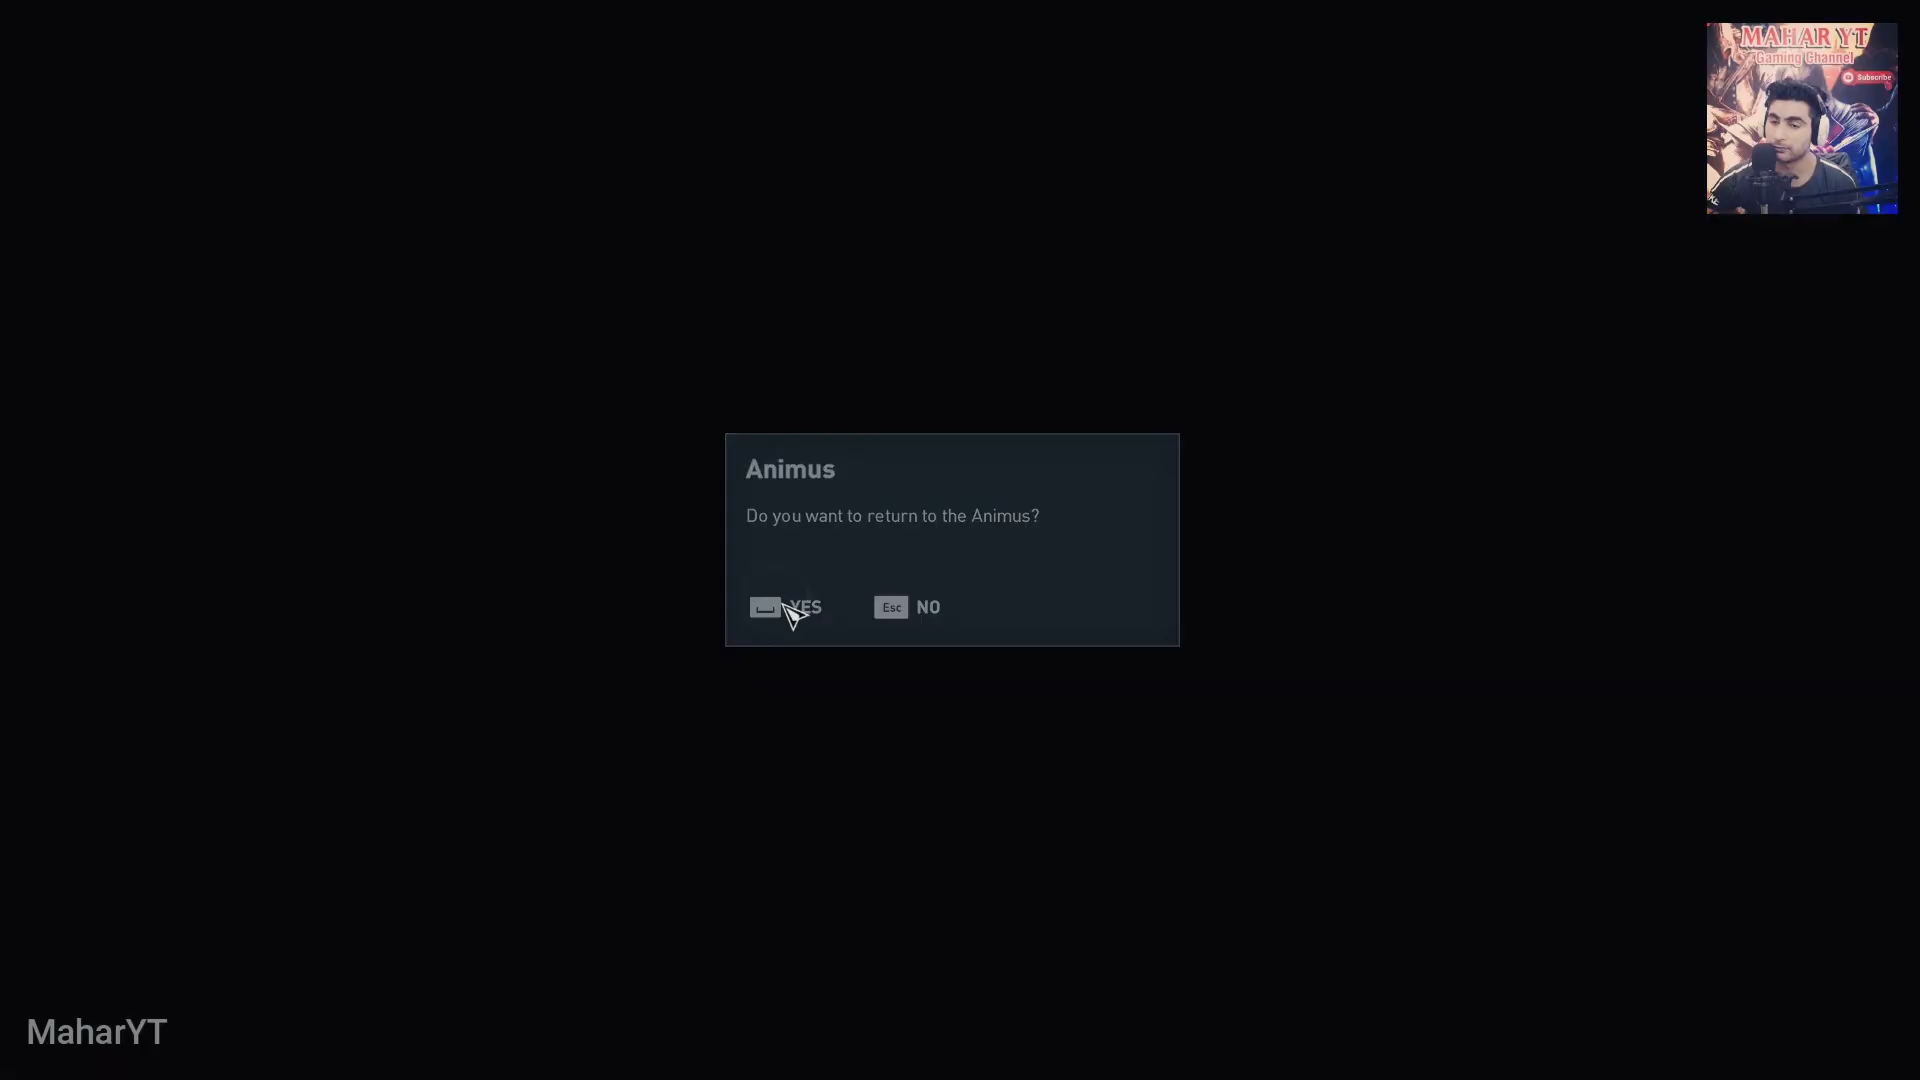 MAHAR YT
Gaming Channel
Subscribe
Animus
Do you want to return to the Animus?
YES
Esc NO
MaharYT